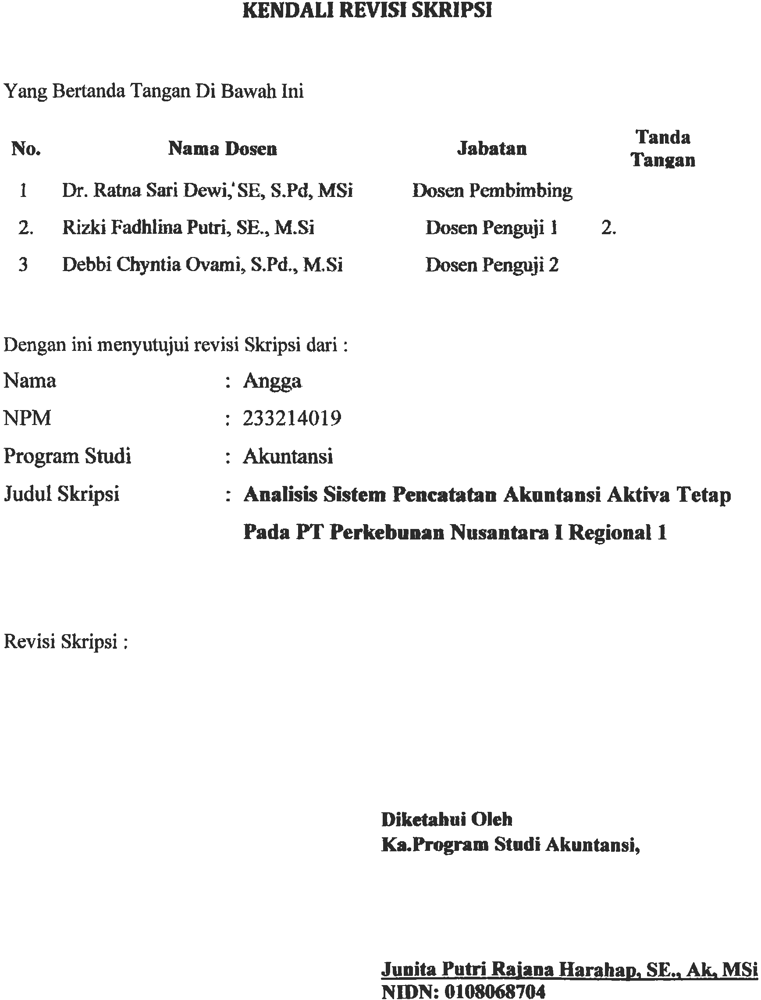 KENDALI REVISI SKRIPSI
Yang Bertanda Tangan Di Bawah Ini
No. Nama Dosen Jabatan Tanda Tangan
1 Dr. Ratna Sari Dewi, SE, S.Pd, MSi Dosen Pembimbing
2. Rizki Fadhlina Putri, SE., M.Si Dosen Penguji 1 2.
3 Debbi Chyntia Ovami, S.Pd., M.Si Dosen Penguji 2
Dengan ini menyutujui revisi Skripsi dari :
Nama : Angga
NPM : 233214019
Program Studi : Akuntansi
Judul Skripsi : Analisis Sistem Pencatatan Akuntansi Aktiva Tetap
Pada PT Perkebunan Nusantara I Regional 1
Revisi Skripsi :
Diketahui Oleh
Ka.Program Studi Akuntansi,
Junita Putri Rajana Harahap, SE., Ak, MSi
NIDN: 0108068704